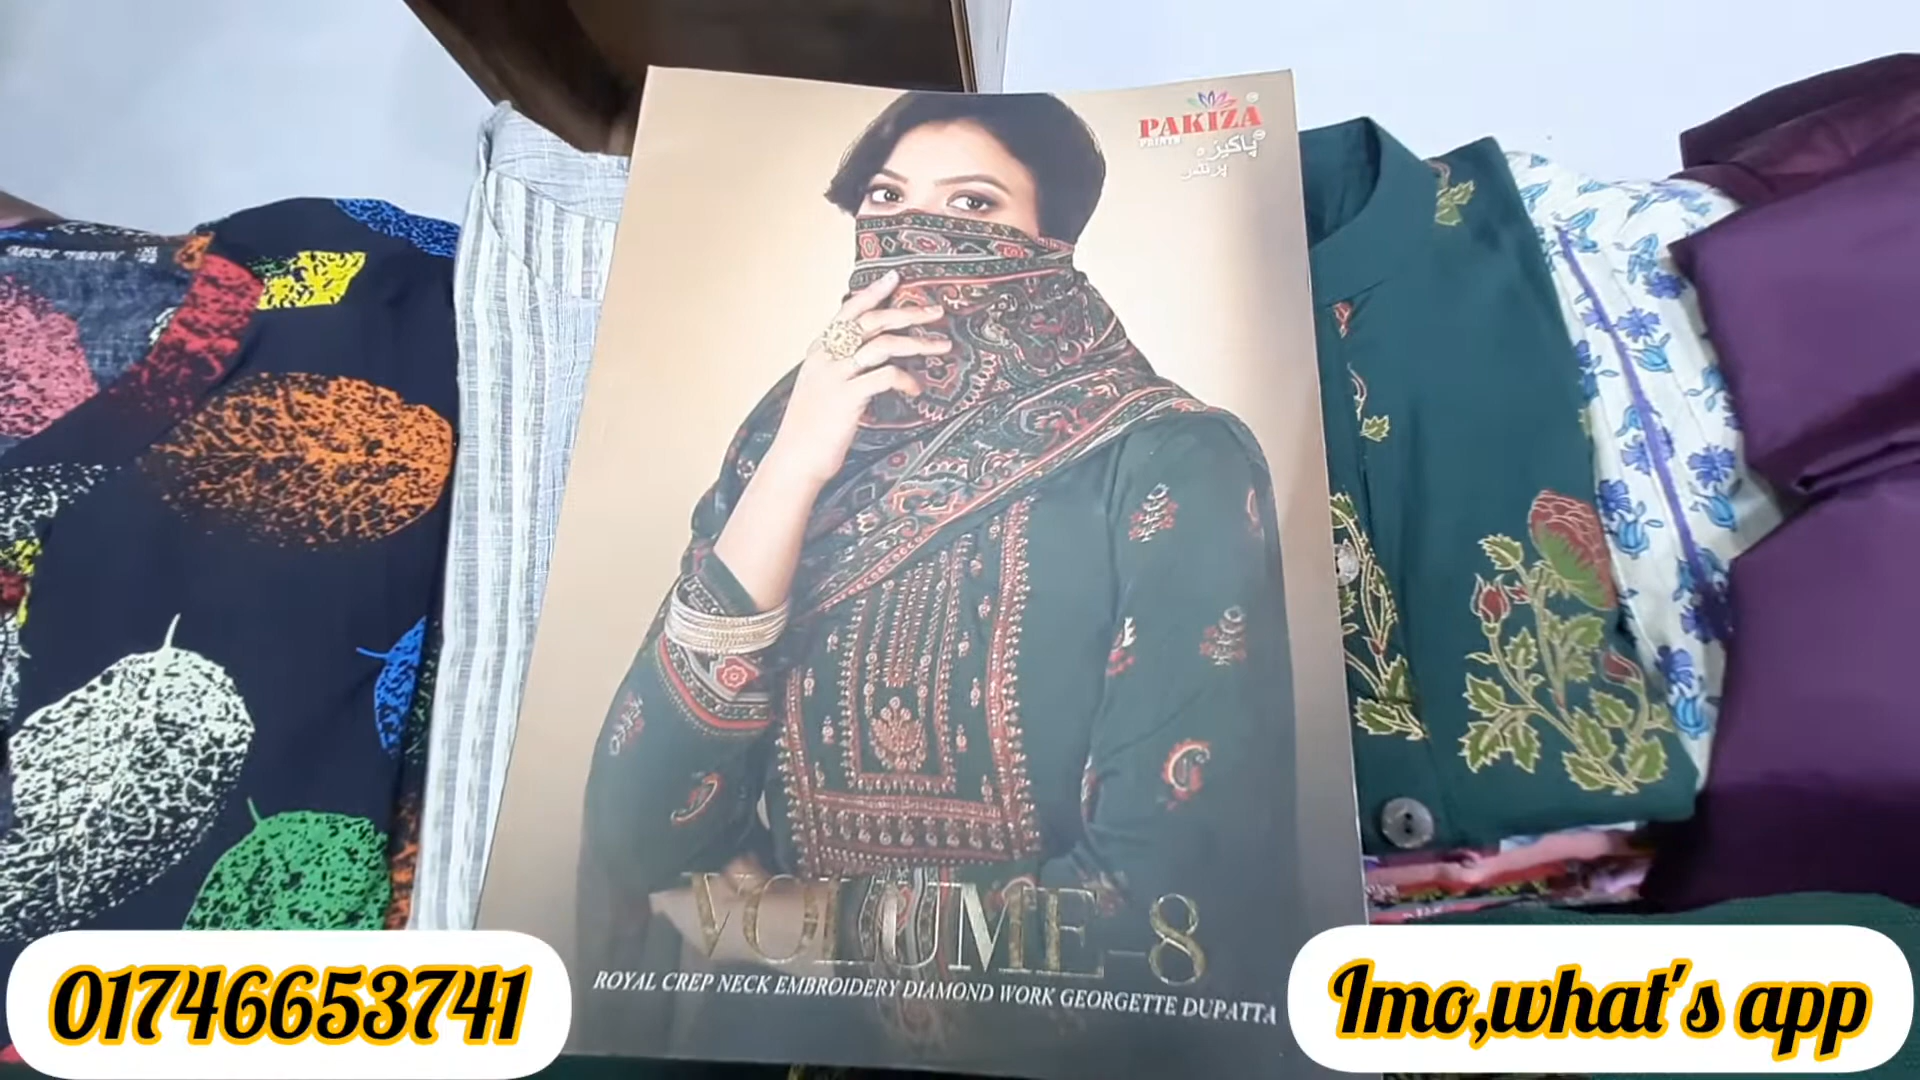 PAKIZA
PRINTS
پاکیزہ
پرنٹس
VOLUME-8
ROYAL CREP NECK EMBROIDERY DIAMOND WORK GEORGETTE DUPATTA
01746653741
Imo,what's app